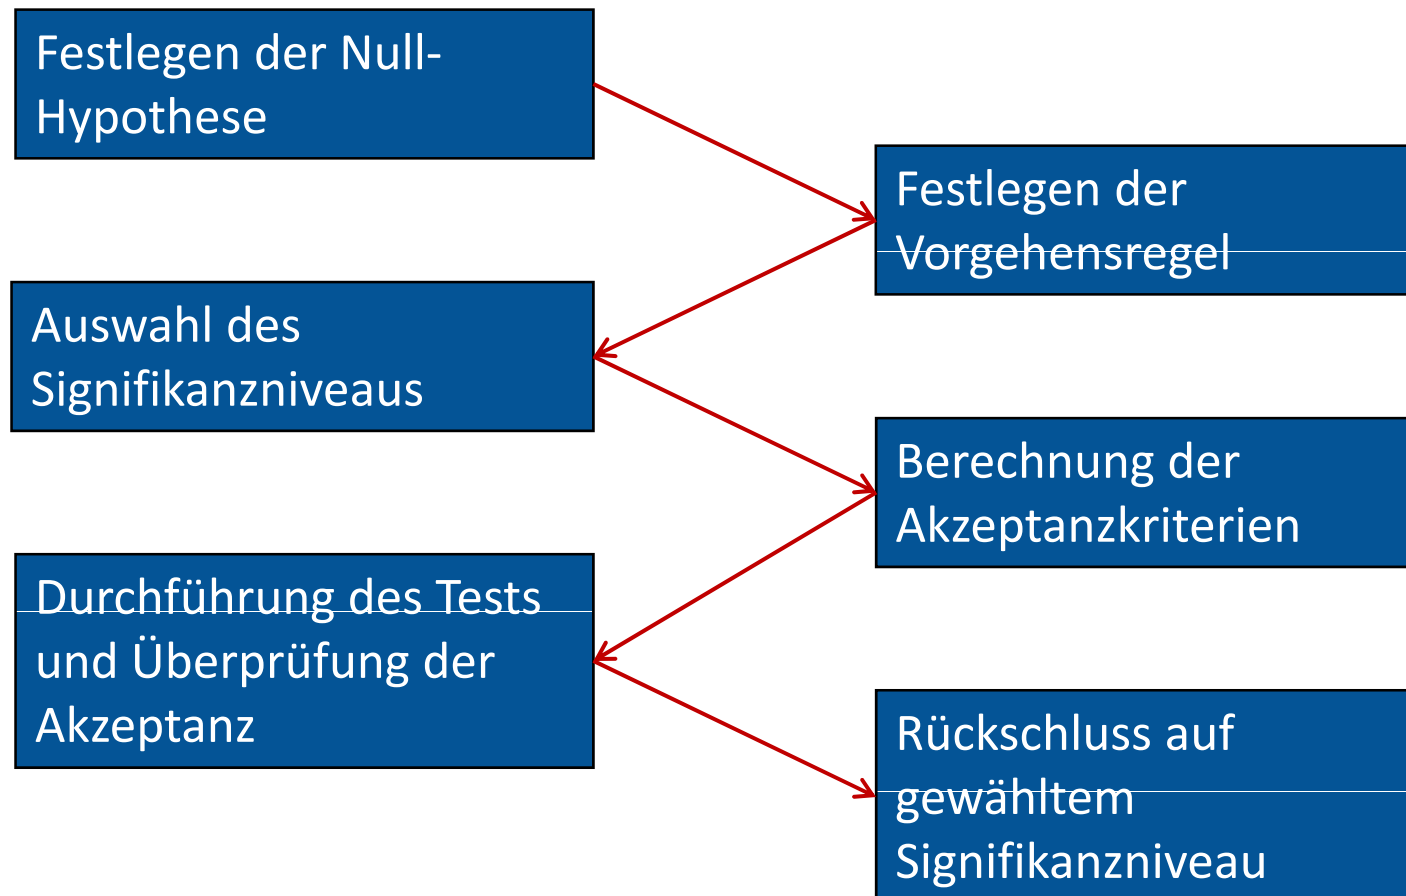 Festlegen der Null-
Hypothese
Festlegen der
Vorgehensregel
Auswahl des
Signifikanzniveaus
Berechnung der
Akzeptanzkriterien
Durchführung des Tests
und Überprüfung der
Akzeptanz
Rückschluss auf
gewähltem
Signifikanzniveau